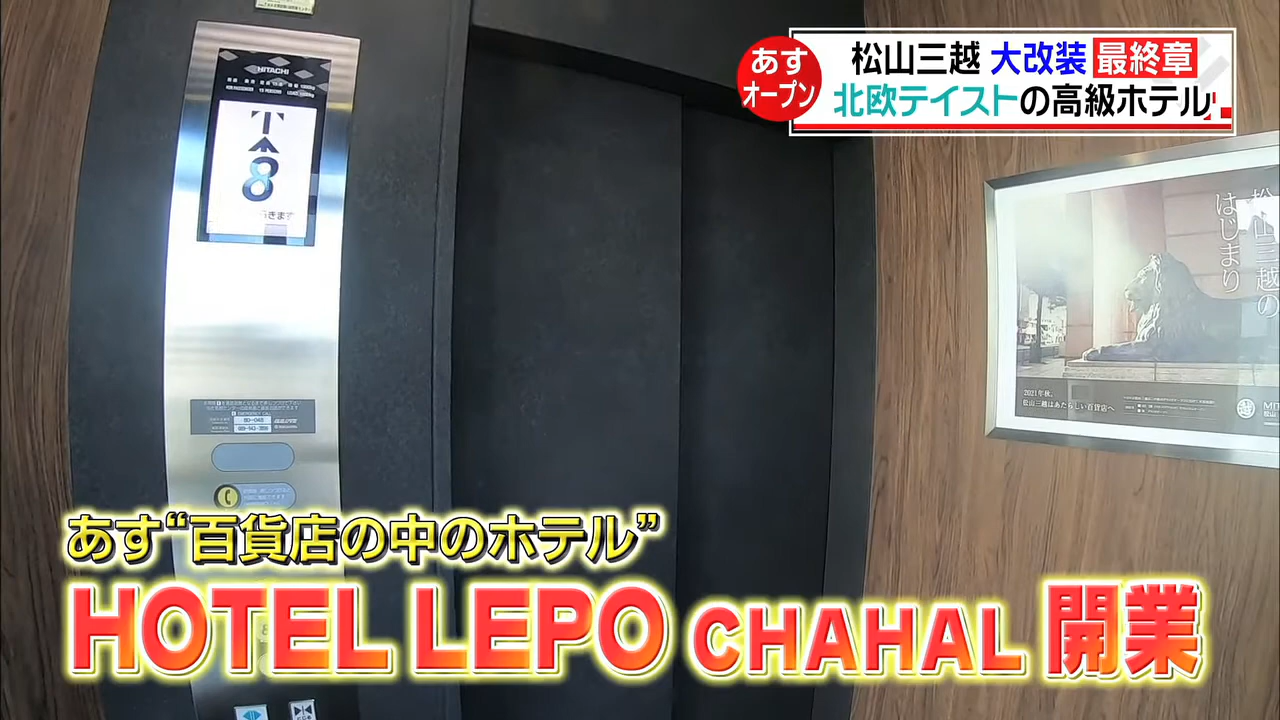 あす
オープン
松山三越 大改装 最終章
北欧テイストの高級ホテル
HITACHI
8
行きます
EMERGENCY CALL
松山三越の
はじまり
2021年秋、
松山三越はあたらしい百貨店へ
あす“百貨店の中のホテル”
HOTEL LEPO CHAHAL 開業